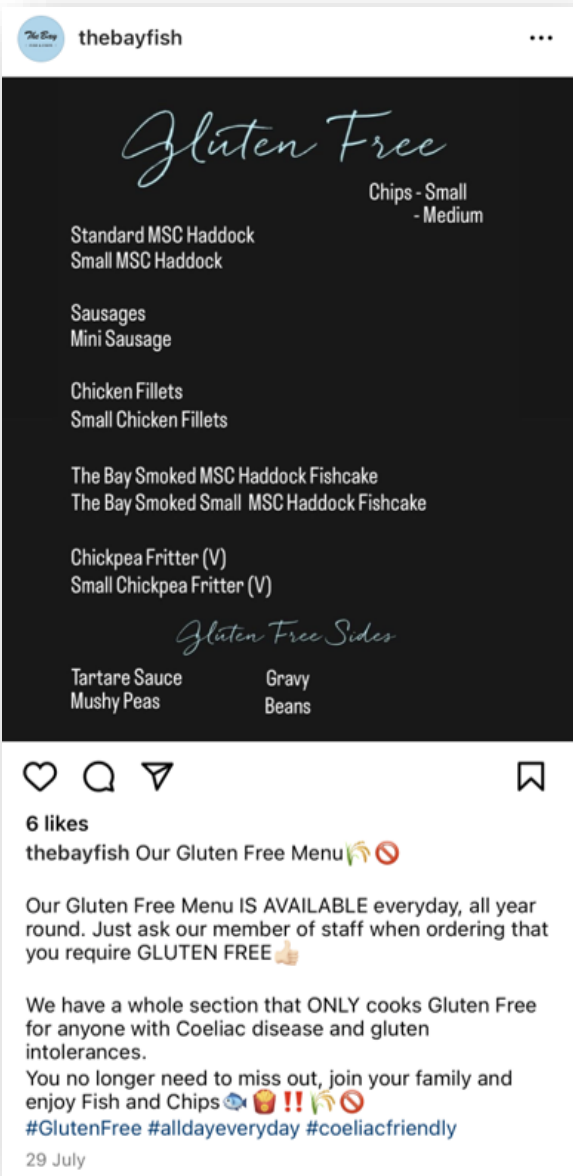 The Bay
thebayfish
Gluten Free
Chips - Small
- Medium
Standard MSC Haddock
Small MSC Haddock
Sausages
Mini Sausage
Chicken Fillets
Small Chicken Fillets
The Bay Smoked MSC Haddock Fishcake
The Bay Smoked Small MSC Haddock Fishcake
Chickpea Fritter (V)
Small Chickpea Fritter (V)
Gluten Free Sides
Tartare Sauce
Mushy Peas
Gravy
Beans
6 likes
thebayfish Our Gluten Free Menu🌾🚫
Our Gluten Free Menu IS AVAILABLE everyday, all year
round. Just ask our member of staff when ordering that
you require GLUTEN FREE👍🏻
We have a whole section that ONLY cooks Gluten Free
for anyone with Coeliac disease and gluten
intolerances.
You no longer need to miss out, join your family and
enjoy Fish and Chips🐟🍟‼️🌾🚫
#GlutenFree #alldayeveryday #coeliacfriendly
29 July